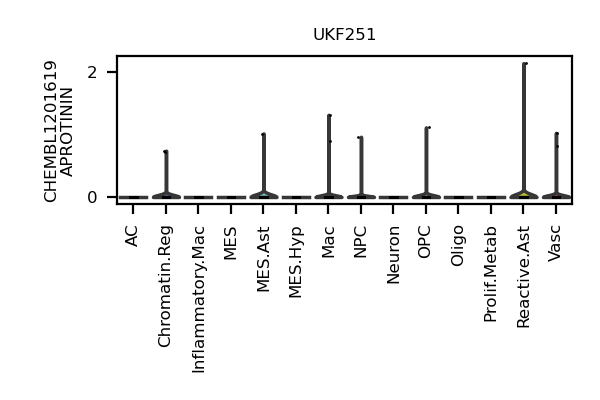 UKF251
CHEMBL1201619
APROTININ
2
0
AC
Chromatin.Reg
Inflammatory.Mac
MES
MES.Ast
MES.Hyp
Mac
NPC
Neuron
OPC
Oligo
Prolif.Metab
Reactive.Ast
Vasc